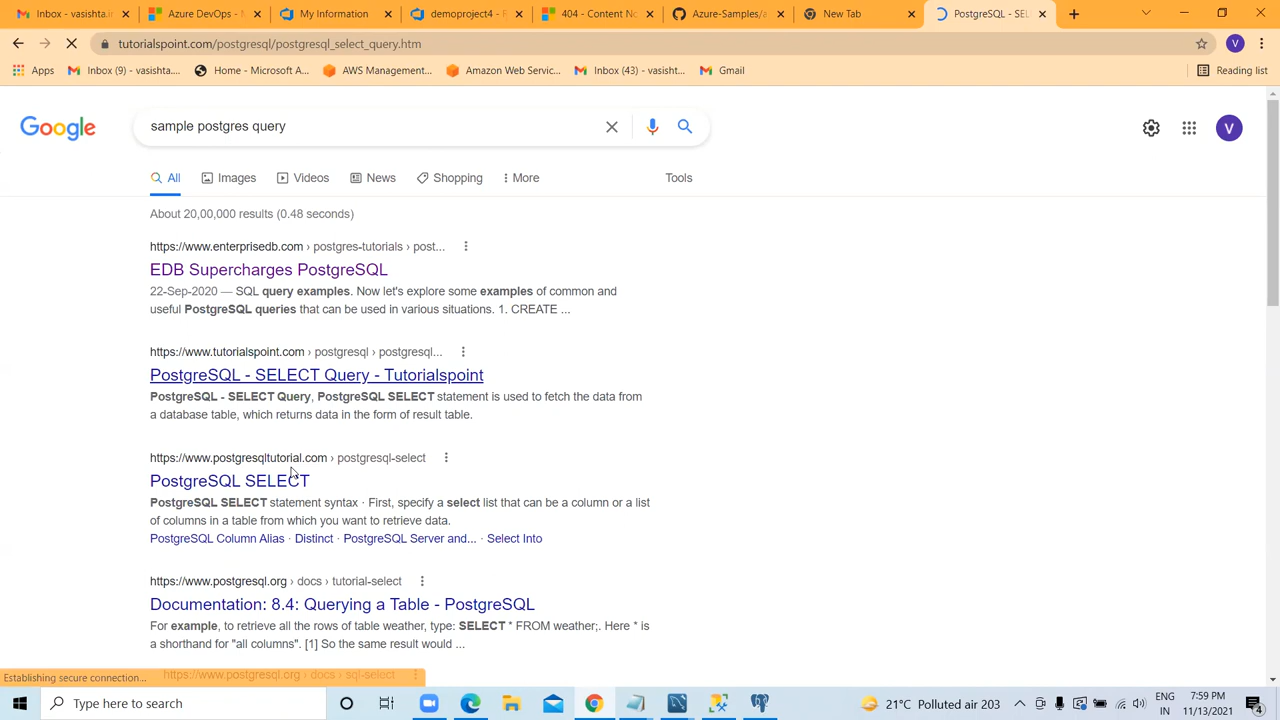 Inbox - vasishta.in
Azure DevOps -
My Information
demoproject4 - R
404 - Content No
Azure-Samples/a
New Tab
PostgreSQL - SEL
tutorialspoint.com/postgresql/postgresql_select_query.htm
V
Apps
Inbox (9) - vasishta....
Home - Microsoft A...
AWS Management...
Amazon Web Servic...
Inbox (43) - vasisht...
Gmail
Reading list
Google
sample postgres query
V
All
Images
Videos
News
Shopping
More
Tools
About 20,00,000 results (0.48 seconds)
https://www.enterprisedb.com › postgres-tutorials › post...
EDB Supercharges PostgreSQL
22-Sep-2020 — SQL query examples. Now let's explore some examples of common and
useful PostgreSQL queries that can be used in various situations. 1. CREATE ...
https://www.tutorialspoint.com › postgresql › postgresql...
PostgreSQL - SELECT Query - Tutorialspoint
PostgreSQL - SELECT Query, PostgreSQL SELECT statement is used to fetch the data from
a database table, which returns data in the form of result table.
https://www.postgresqltutorial.com › postgresql-select
PostgreSQL SELECT
PostgreSQL SELECT statement syntax · First, specify a select list that can be a column or a list
of columns in a table from which you want to retrieve data.
PostgreSQL Column Alias · Distinct · PostgreSQL Server and... · Select Into
https://www.postgresql.org › docs › tutorial-select
Documentation: 8.4: Querying a Table - PostgreSQL
For example, to retrieve all the rows of table weather, type: SELECT * FROM weather;. Here * is
a shorthand for "all columns". [1] So the same result would ...
https://www.postgresql.org › docs › sql-select
Establishing secure connection...
Type here to search
21°C Polluted air 203
ENG
IN
7:59 PM
11/13/2021
4